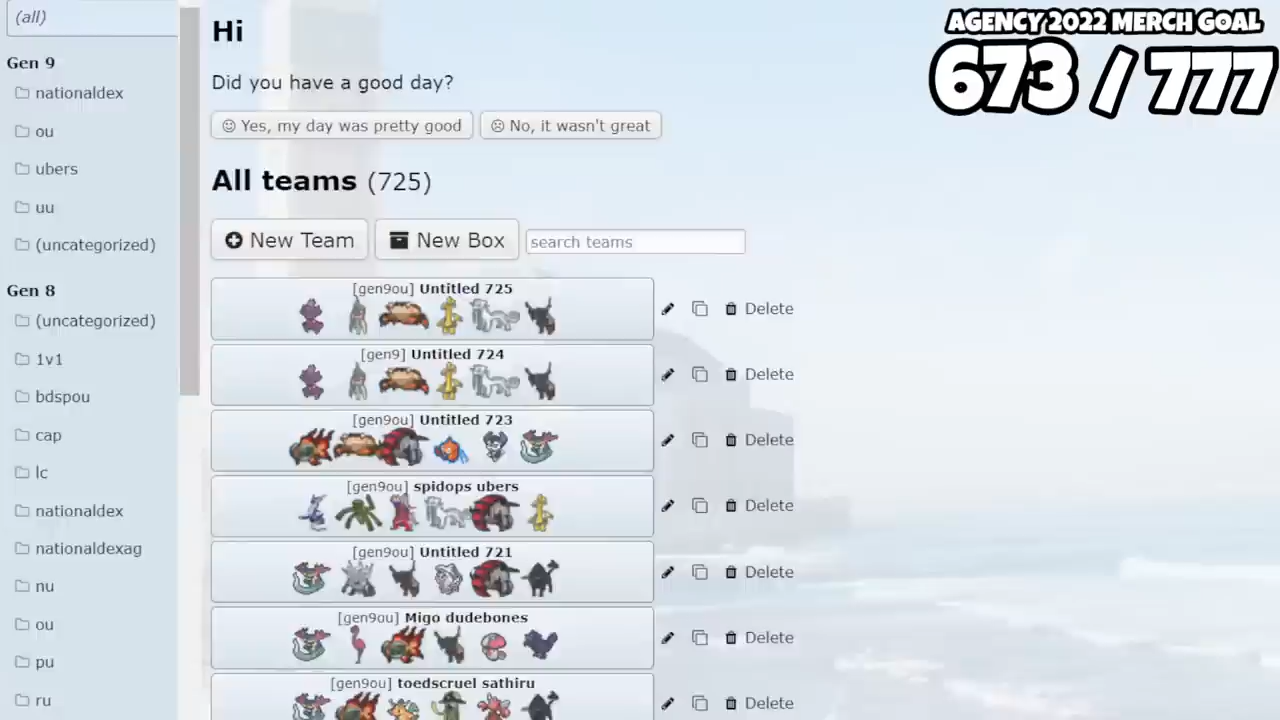 (all)
Gen 9
nationaldex
ou
ubers
uu
(uncategorized)
Gen 8
(uncategorized)
1v1
bdspou
cap
lc
nationaldex
nationaldexag
nu
ou
pu
ru
Hi
Did you have a good day?
Yes, my day was pretty good
No, it wasn't great
All teams (725)
New Team
New Box
search teams
[gen9ou] Untitled 725
Delete
[gen9] Untitled 724
Delete
[gen9ou] Untitled 723
Delete
[gen9ou] spidops ubers
Delete
[gen9ou] Untitled 721
Delete
[gen9ou] Migo dudebones
Delete
[gen9ou] toedscruel sathiru
Delete
AGENCY 2022 MERCH GOAL
673 / 777